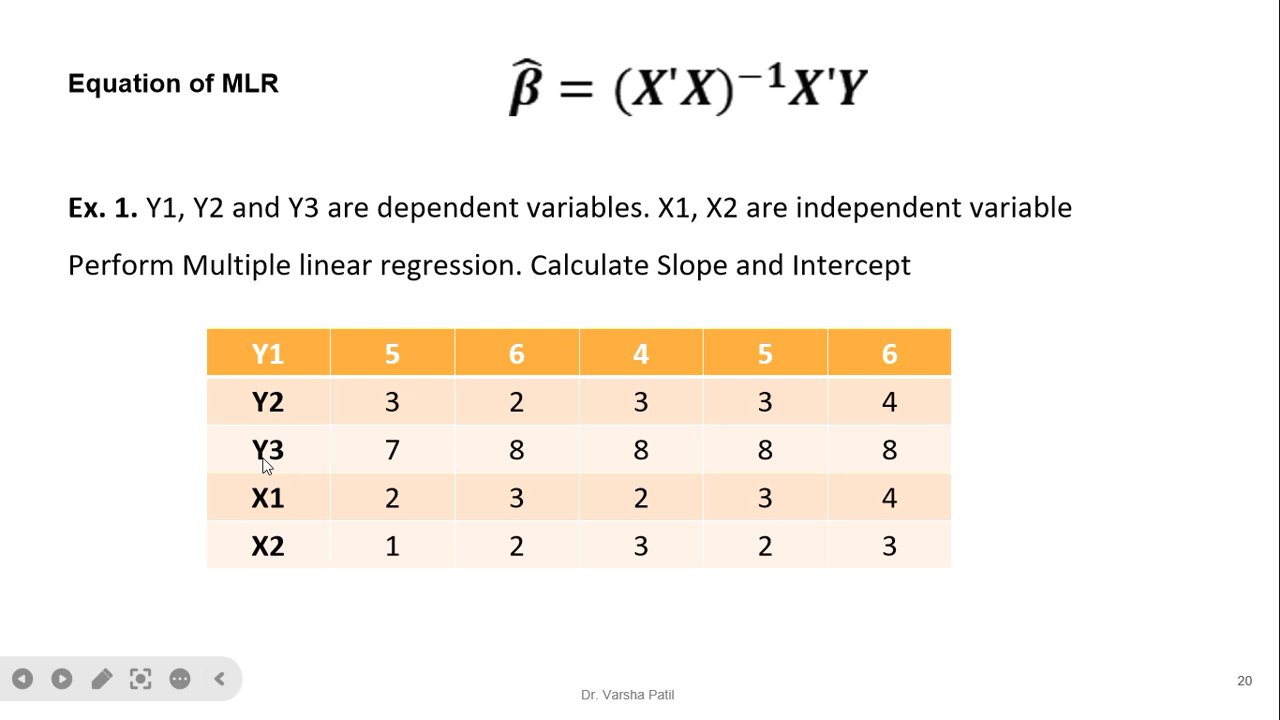 Equation of MLR
β̂ = (X'X)⁻¹X'Y
Ex. 1. Y1, Y2 and Y3 are dependent variables. X1, X2 are independent variable
Perform Multiple linear regression. Calculate Slope and Intercept
Y1 5 6 4 5 6
Y2 3 2 3 3 4
Y3 7 8 8 8 8
X1 2 3 2 3 4
X2 1 2 3 2 3
Dr. Varsha Patil
20